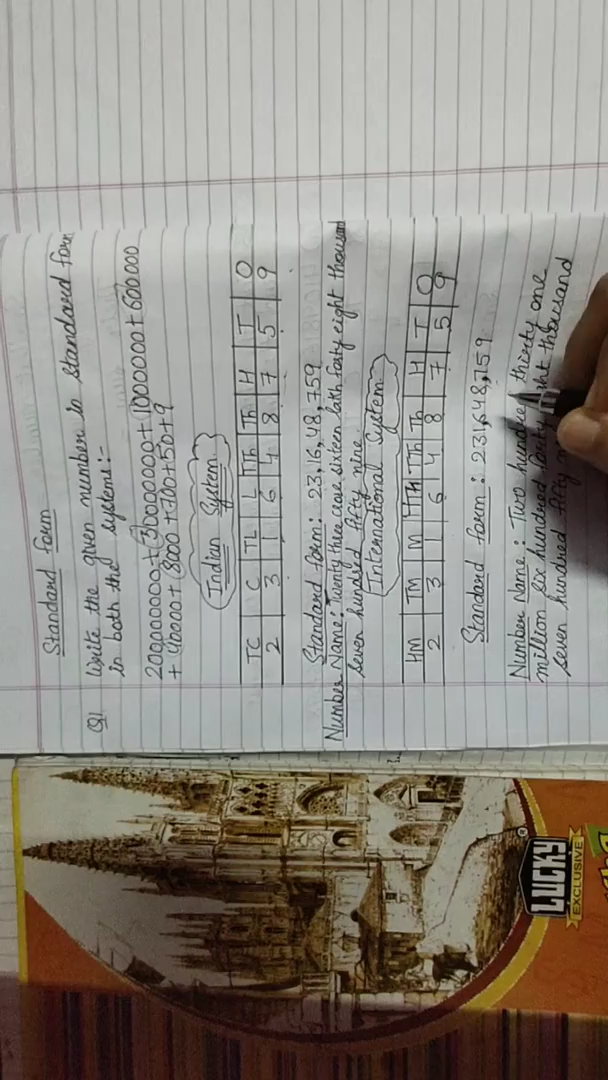 Standard form
Q1 Write the given number in standard form
in both the systems:-
200000000+30000000+1000000+600000
+40000+8000+700+50+9
Indian System
TC C TL L TTh Th H T O
2 3 1 6 4 8 7 5 9
Standard form: 23,16,48,759
Number Name: Twenty three crore sixteen lakh forty eight thousand
seven hundred fifty nine.
International System
HM TM M HTh TTh Th H T O
2 3 1 6 4 8 7 5 9
Standard form: 231,648,759
Number Name: Two hundred thirty one
million six hundred forty thousand
seven hundred fifty
LUCKY
EXCLUSIVE